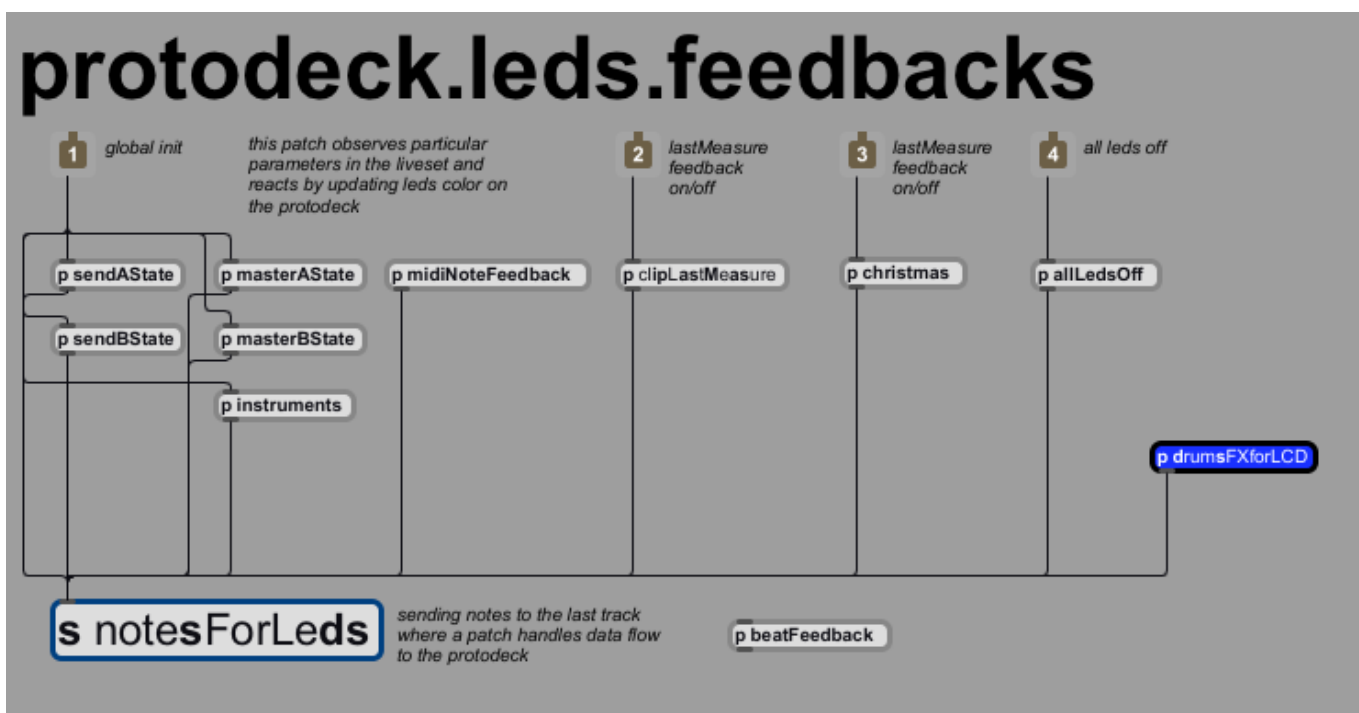 protodeck.leds.feedbacks
1
global init
this patch observes particular
parameters in the liveset and
reacts by updating leds color on
the protodeck
2
lastMeasure
feedback
on/off
3
lastMeasure
feedback
on/off
4
all leds off
p sendAState
p masterAState
p midiNoteFeedback
p clipLastMeasure
p christmas
p allLedsOff
p sendBState
p masterBState
p instruments
p drumsFXforLCD
s notesForLeds
sending notes to the last track
where a patch handles data flow
to the protodeck
p beatFeedback